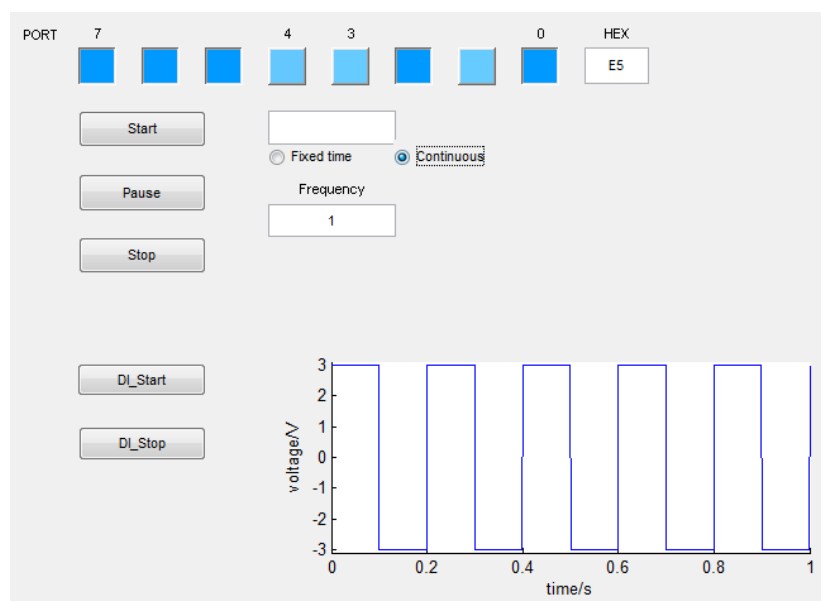 PORT 7 4 3 0 HEX
E5
Start
Fixed time Continuous
Pause Frequency
1
Stop
DI_Start
DI_Stop
voltage/V
3
2
1
0
-1
-2
-3
0 0.2 0.4 0.6 0.8 1
time/s